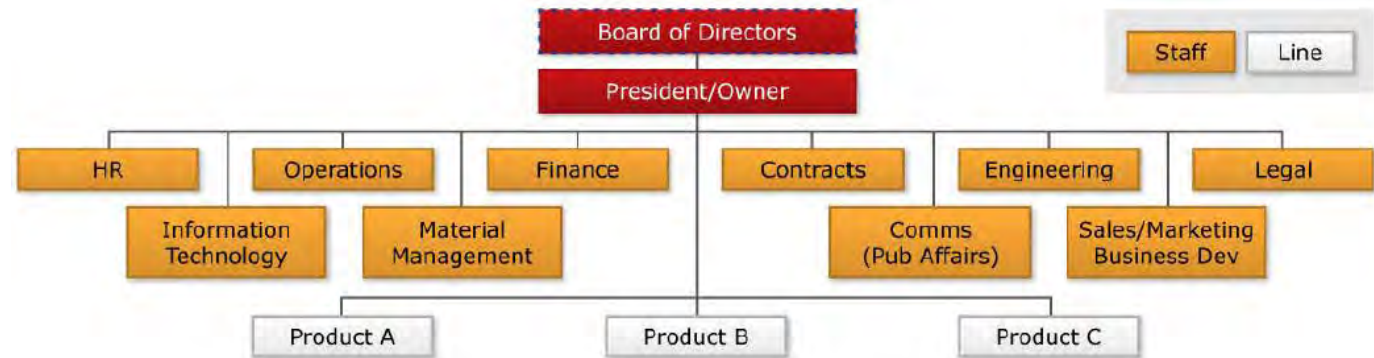 Board of Directors
Staff
Line
President/Owner
HR
Operations
Finance
Contracts
Engineering
Legal
Information
Technology
Material
Management
Comms
(Pub Affairs)
Sales/Marketing
Business Dev
Product A
Product B
Product C